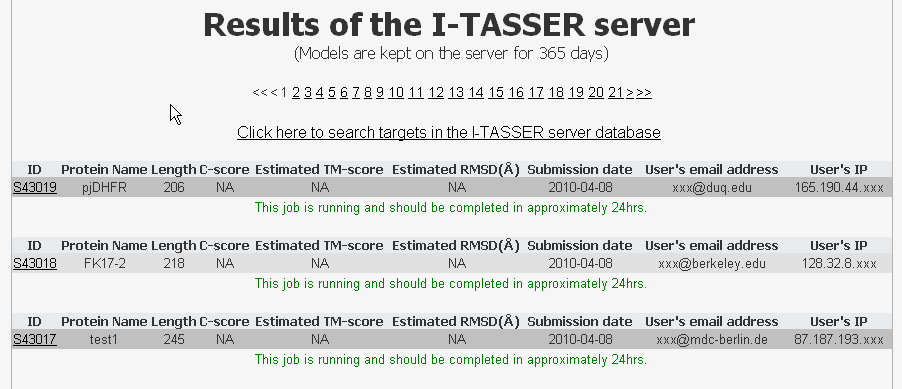 Results of the I-TASSER server
(Models are kept on the server for 365 days)
<<< 1 2 3 4 5 6 7 8 9 10 11 12 13 14 15 16 17 18 19 20 21 > >>
Click here to search targets in the I-TASSER server database
ID Protein Name Length C-score Estimated TM-score Estimated RMSD(Å) Submission date User's email address User's IP
S43019 pjDHFR 206 NA NA NA 2010-04-08 xxx@duq.edu 165.190.44.xxx
This job is running and should be completed in approximately 24hrs.
ID Protein Name Length C-score Estimated TM-score Estimated RMSD(Å) Submission date User's email address User's IP
S43018 FK17-2 218 NA NA NA 2010-04-08 xxx@berkeley.edu 128.32.8.xxx
This job is running and should be completed in approximately 24hrs.
ID Protein Name Length C-score Estimated TM-score Estimated RMSD(Å) Submission date User's email address User's IP
S43017 test1 245 NA NA NA 2010-04-08 xxx@mdc-berlin.de 87.187.193.xxx
This job is running and should be completed in approximately 24hrs.